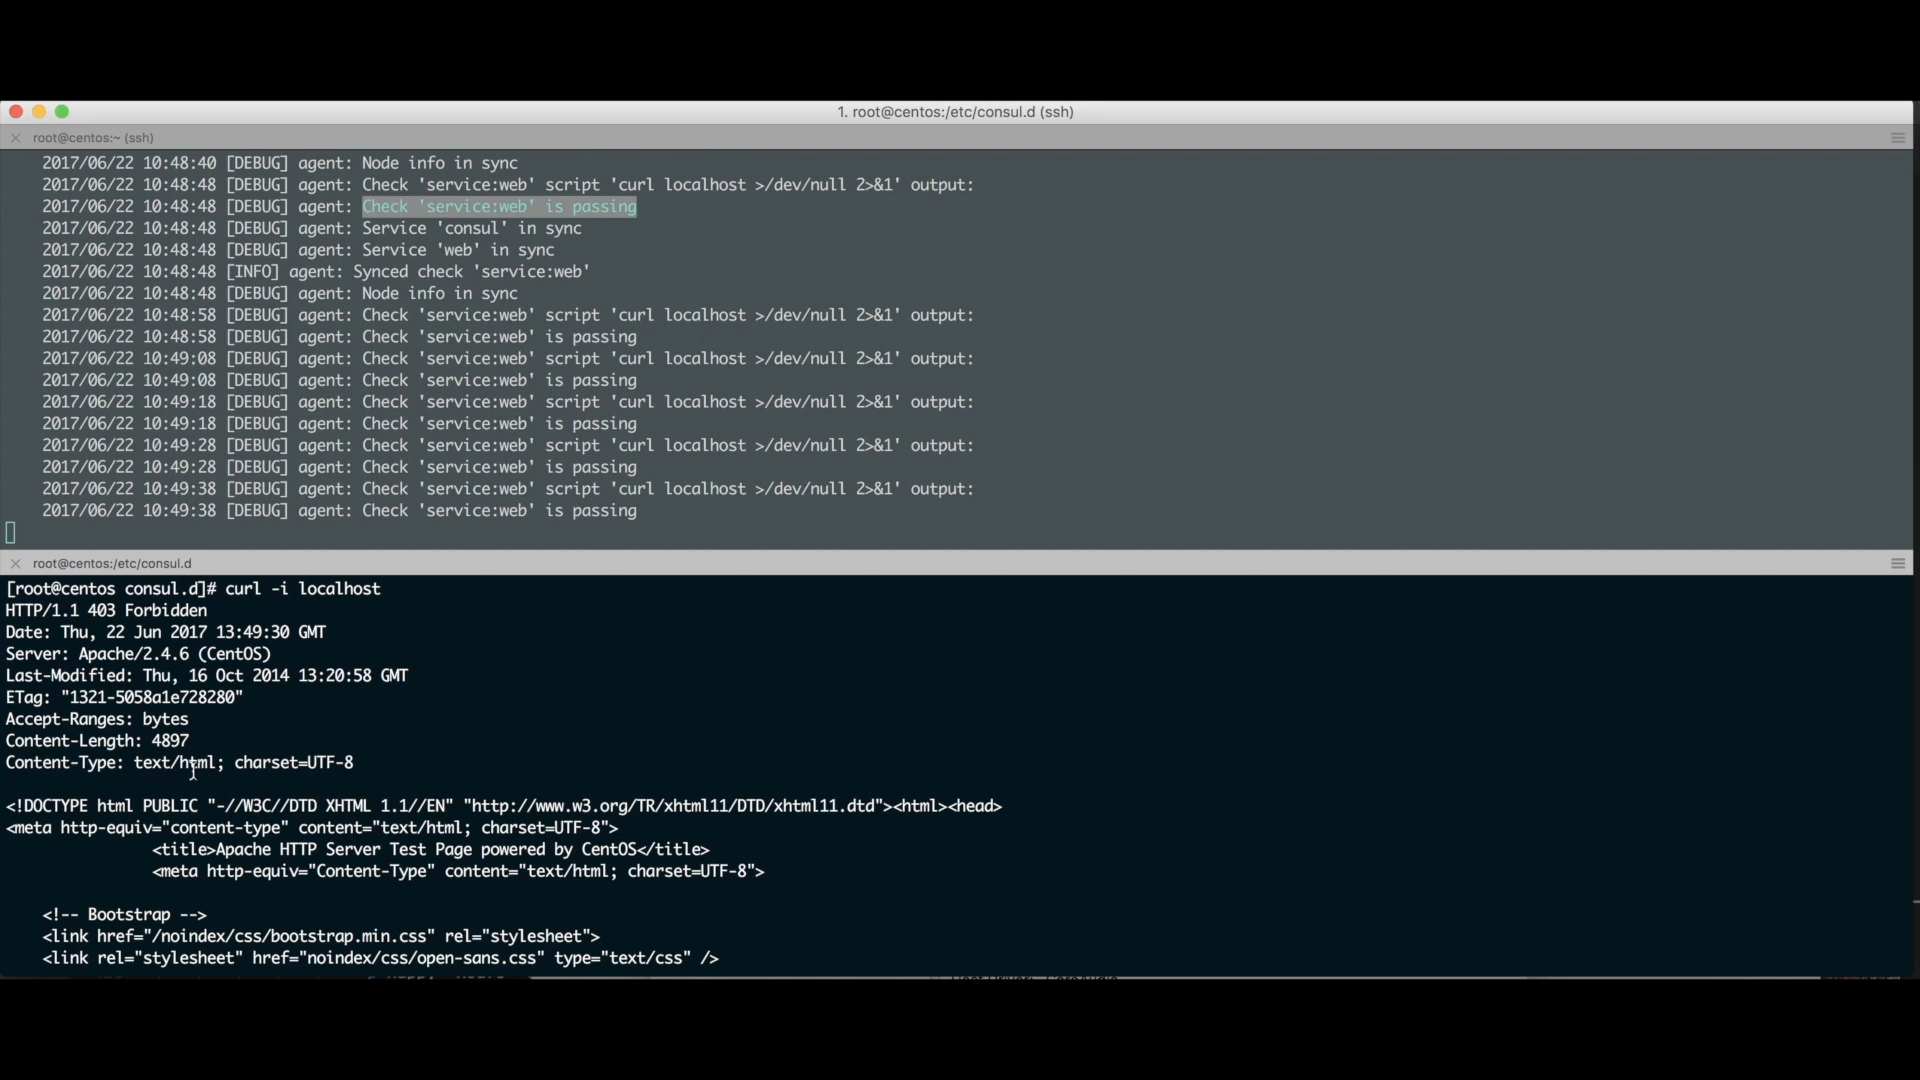 1. root@centos:/etc/consul.d (ssh)
root@centos:~ (ssh)
2017/06/22 10:48:40 [DEBUG] agent: Node info in sync
2017/06/22 10:48:48 [DEBUG] agent: Check 'service:web' script 'curl localhost >/dev/null 2>&1' output:
2017/06/22 10:48:48 [DEBUG] agent: Check 'service:web' is passing
2017/06/22 10:48:48 [DEBUG] agent: Service 'consul' in sync
2017/06/22 10:48:48 [DEBUG] agent: Service 'web' in sync
2017/06/22 10:48:48 [INFO] agent: Synced check 'service:web'
2017/06/22 10:48:48 [DEBUG] agent: Node info in sync
2017/06/22 10:48:58 [DEBUG] agent: Check 'service:web' script 'curl localhost >/dev/null 2>&1' output:
2017/06/22 10:48:58 [DEBUG] agent: Check 'service:web' is passing
2017/06/22 10:49:08 [DEBUG] agent: Check 'service:web' script 'curl localhost >/dev/null 2>&1' output:
2017/06/22 10:49:08 [DEBUG] agent: Check 'service:web' is passing
2017/06/22 10:49:18 [DEBUG] agent: Check 'service:web' script 'curl localhost >/dev/null 2>&1' output:
2017/06/22 10:49:18 [DEBUG] agent: Check 'service:web' is passing
2017/06/22 10:49:28 [DEBUG] agent: Check 'service:web' script 'curl localhost >/dev/null 2>&1' output:
2017/06/22 10:49:28 [DEBUG] agent: Check 'service:web' is passing
2017/06/22 10:49:38 [DEBUG] agent: Check 'service:web' script 'curl localhost >/dev/null 2>&1' output:
2017/06/22 10:49:38 [DEBUG] agent: Check 'service:web' is passing
root@centos:/etc/consul.d
[root@centos consul.d]# curl -i localhost
HTTP/1.1 403 Forbidden
Date: Thu, 22 Jun 2017 13:49:30 GMT
Server: Apache/2.4.6 (CentOS)
Last-Modified: Thu, 16 Oct 2014 13:20:58 GMT
ETag: "1321-5058a1e728280"
Accept-Ranges: bytes
Content-Length: 4897
Content-Type: text/html; charset=UTF-8
<!DOCTYPE html PUBLIC "-//W3C//DTD XHTML 1.1//EN" "http://www.w3.org/TR/xhtml11/DTD/xhtml11.dtd"><html><head>
<meta http-equiv="content-type" content="text/html; charset=UTF-8">
<title>Apache HTTP Server Test Page powered by CentOS</title>
<meta http-equiv="Content-Type" content="text/html; charset=UTF-8">
<!-- Bootstrap -->
<link href="/noindex/css/bootstrap.min.css" rel="stylesheet">
<link rel="stylesheet" href="noindex/css/open-sans.css" type="text/css" />